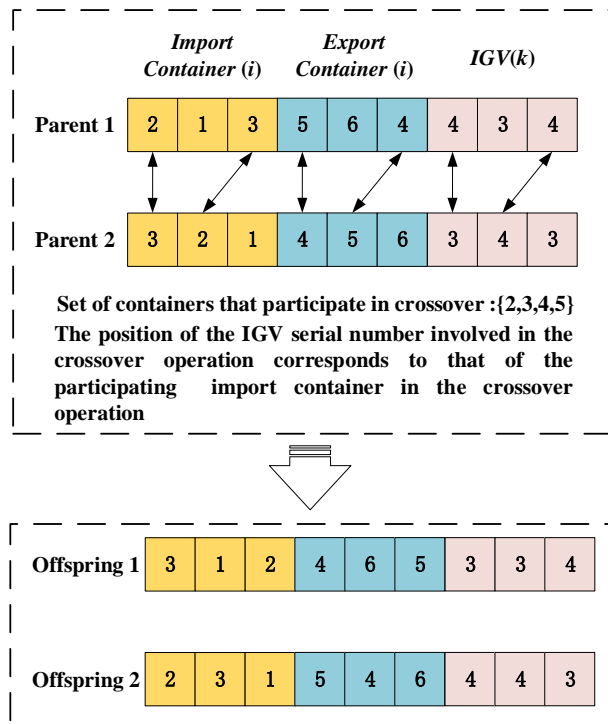 Import Export IGV(k)
Container (i) Container (i)
Parent 1 2 1 3 5 6 4 4 3 4
Parent 2 3 2 1 4 5 6 3 4 3
Set of containers that participate in crossover :{2,3,4,5}
The position of the IGV serial number involved in the
crossover operation corresponds to that of the
participating import container in the crossover
operation
Offspring 1 3 1 2 4 6 5 3 3 4
Offspring 2 2 3 1 5 4 6 4 4 3